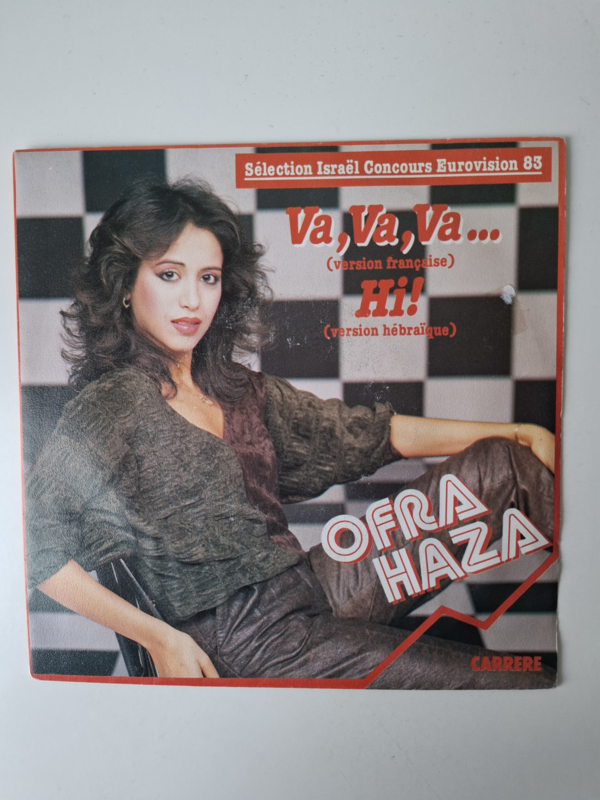 Sélection Israël Concours Eurovision 83
Va, Va, Va...
(version française)
Hi!
(version hébraïque)
OFRA
HAZA
CARRERE